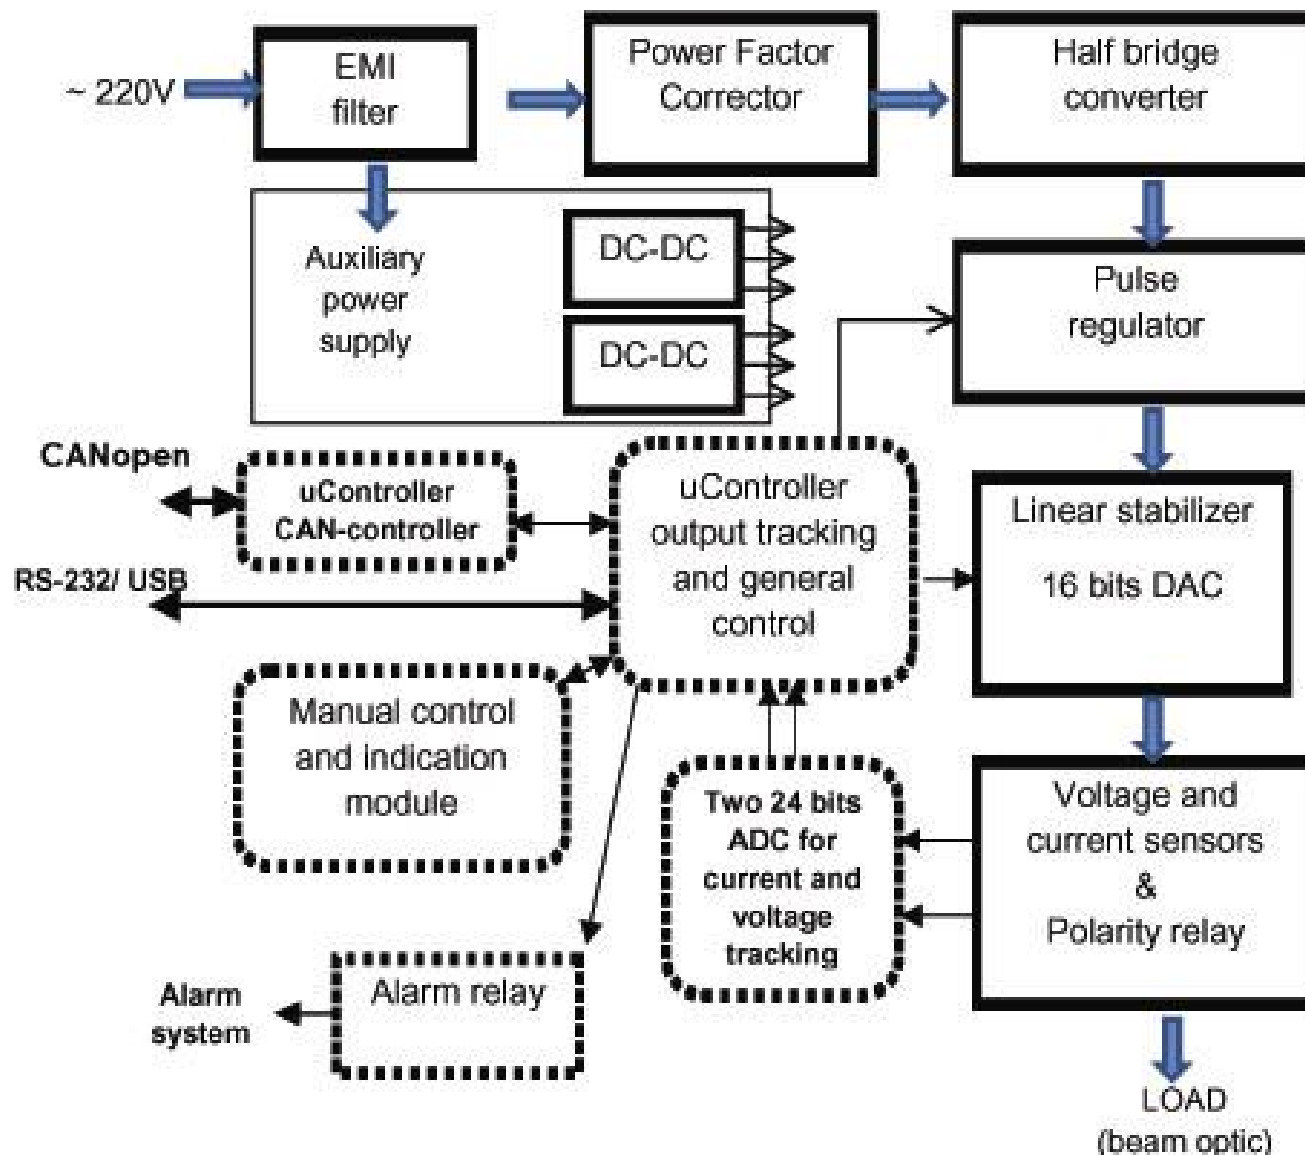 ~ 220V
EMI
filter
Power Factor
Corrector
Half bridge
converter
Auxiliary
power
supply
DC-DC
DC-DC
Pulse
regulator
CANopen
uController
CAN-controller
RS-232/ USB
uController
output tracking
and general
control
Linear stabilizer
16 bits DAC
Manual control
and indication
module
Two 24 bits
ADC for
current and
voltage
tracking
Voltage and
current sensors
&
Polarity relay
Alarm
system
Alarm relay
LOAD
(beam optic)